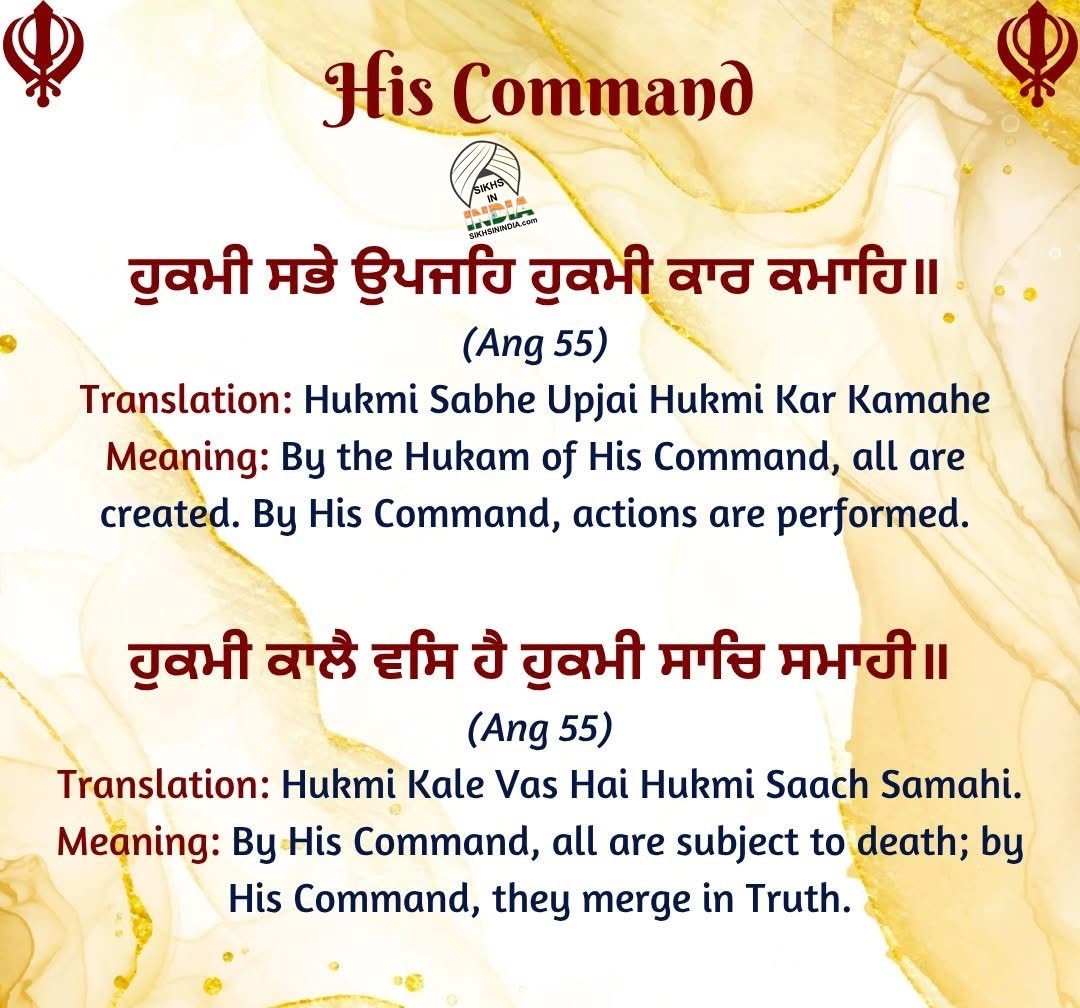 His Command
SIKHS
IN
INDIA
SIKHSININDIA.com
ਹੁਕਮੀ ਸਭੇ ਉਪਜਹਿ ਹੁਕਮੀ ਕਾਰ ਕਮਾਹਿ॥
(Ang 55)
Translation: Hukmi Sabhe Upjai Hukmi Kar Kamahe
Meaning: By the Hukam of His Command, all are
created. By His Command, actions are performed.
ਹੁਕਮੀ ਕਾਲੈ ਵਸਿ ਹੈ ਹੁਕਮੀ ਸਾਚਿ ਸਮਾਹੀ॥
(Ang 55)
Translation: Hukmi Kale Vas Hai Hukmi Saach Samahi.
Meaning: By His Command, all are subject to death; by
His Command, they merge in Truth.